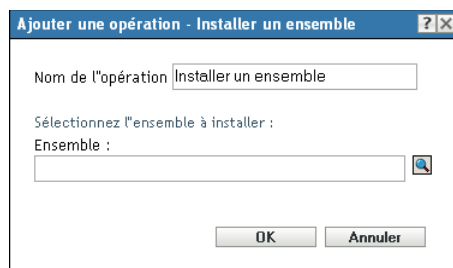 Ajouter une opération - Installer un ensemble
Nom de l"opération Installer un ensemble
Sélectionnez l"ensemble à installer :
Ensemble :
OK Annuler